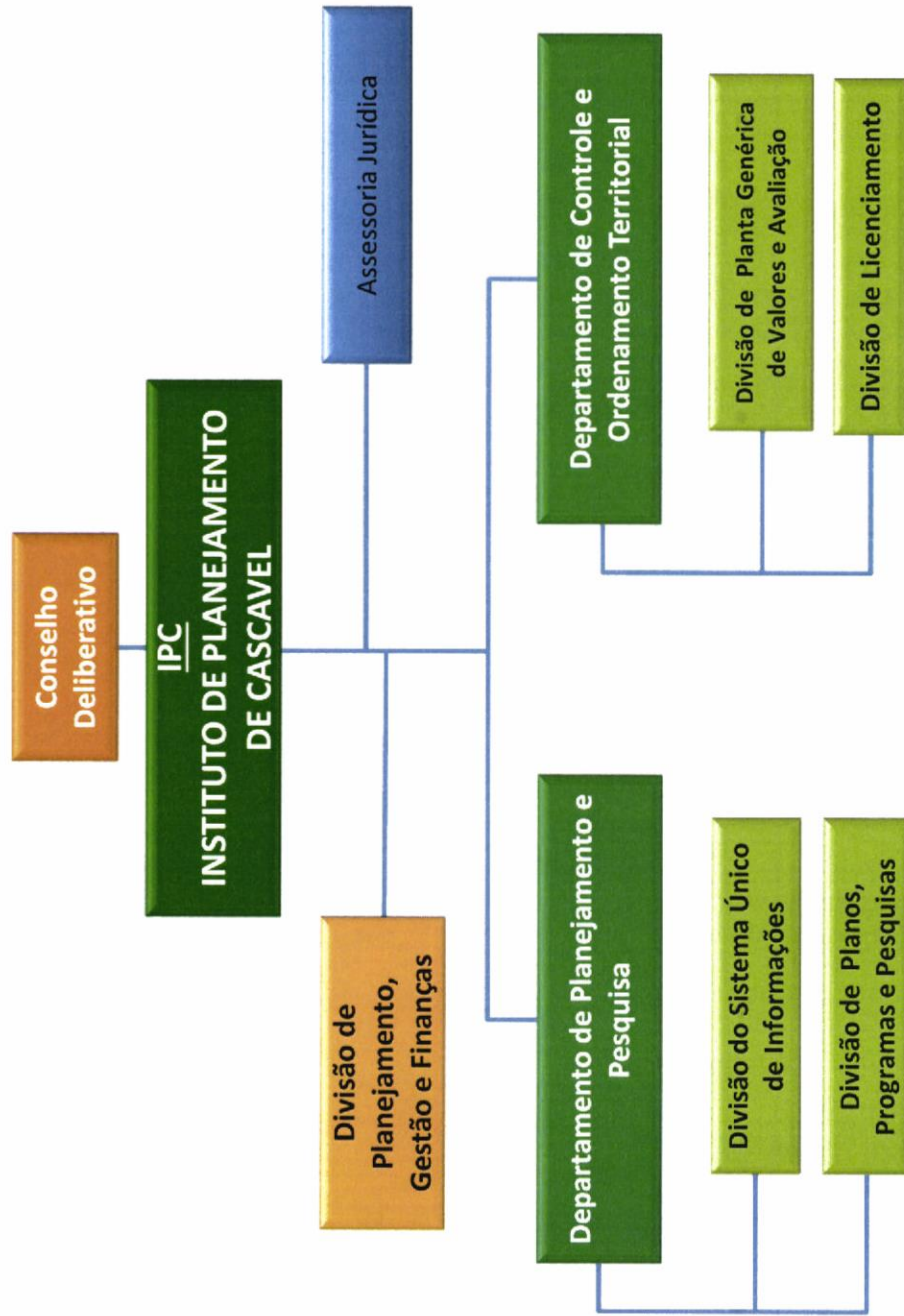 Conselho
Deliberativo
IPC
INSTITUTO DE PLANEJAMENTO
DE CASCAVEL
Assessoria Jurídica
Divisão de
Planejamento,
Gestão e Finanças
Departamento de Planejamento e
Pesquisa
Divisão do Sistema Único
de Informações
Divisão de Planos,
Programas e Pesquisas
Departamento de Controle e
Ordenamento Territorial
Divisão de Planta Genérica
de Valores e Avaliação
Divisão de Licenciamento